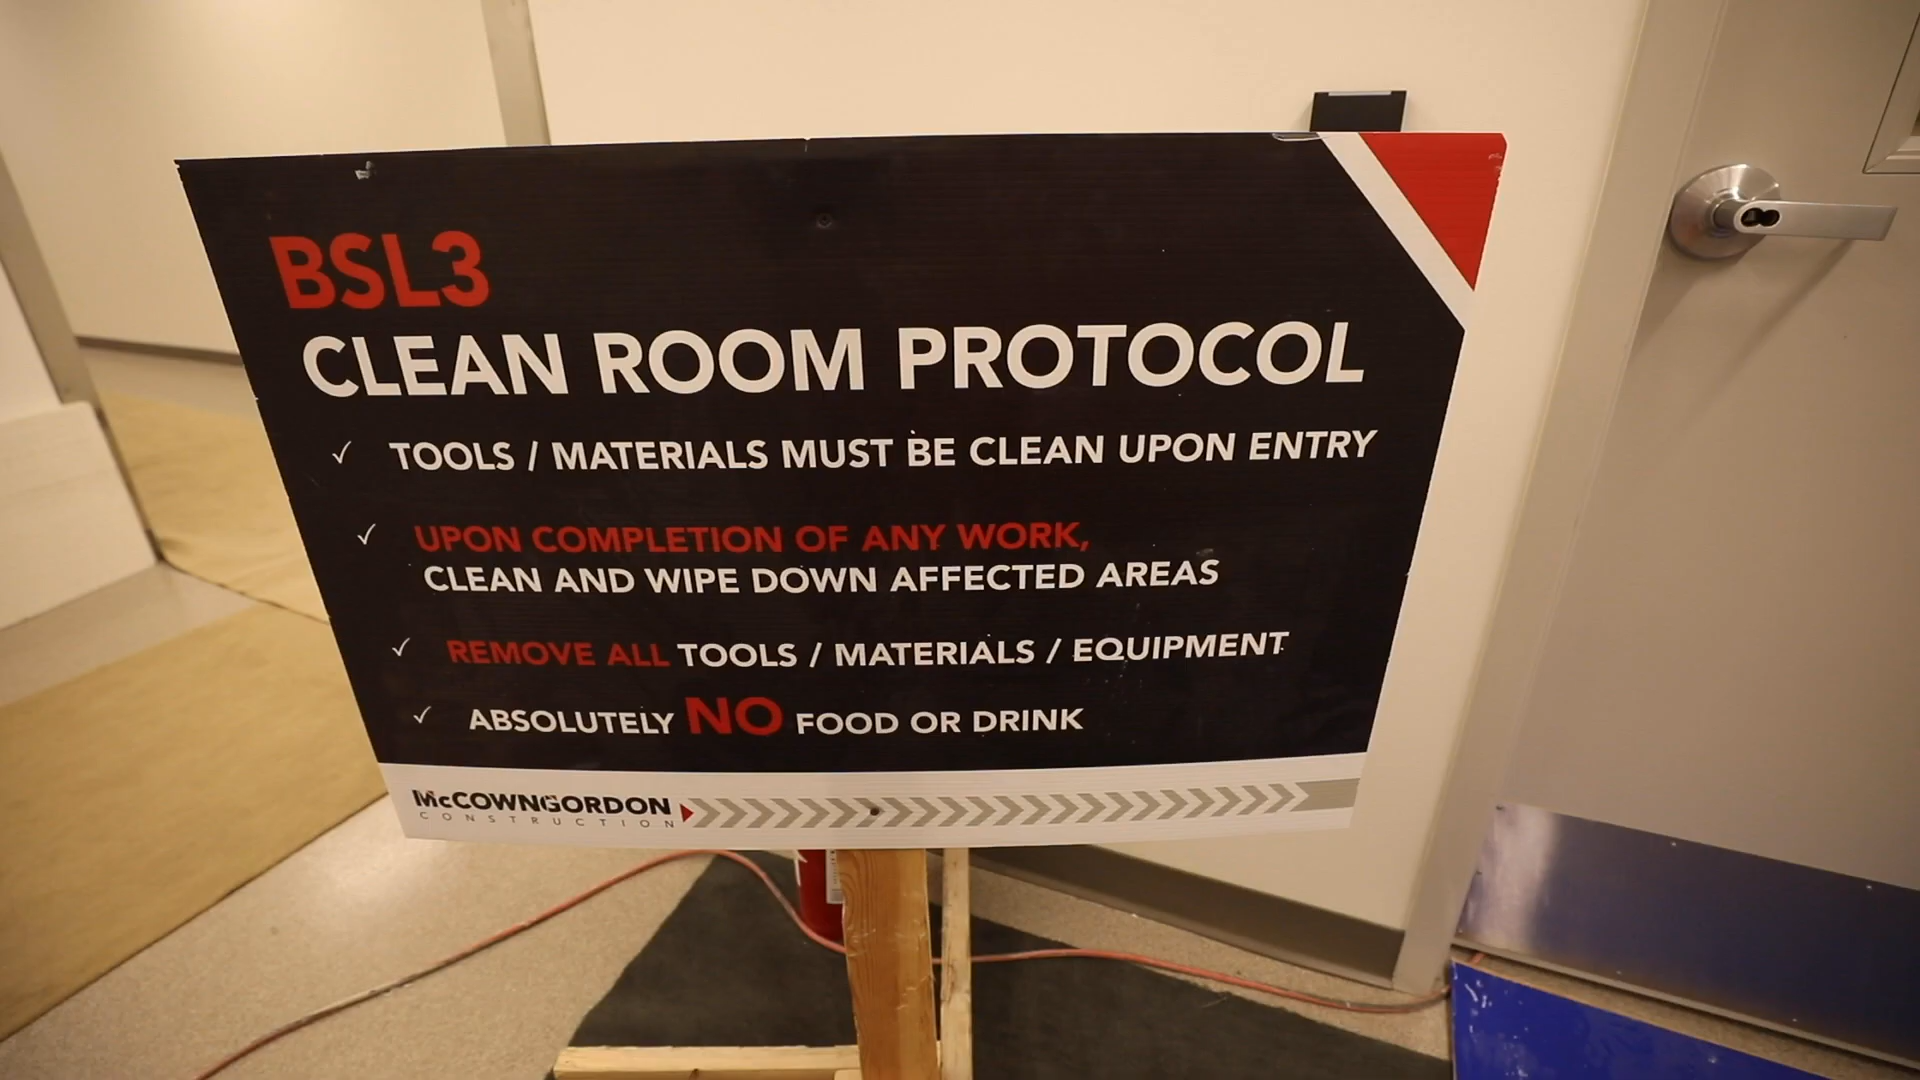 BSL3
CLEAN ROOM PROTOCOL
✓ TOOLS / MATERIALS MUST BE CLEAN UPON ENTRY
✓ UPON COMPLETION OF ANY WORK,
CLEAN AND WIPE DOWN AFFECTED AREAS
✓ REMOVE ALL TOOLS / MATERIALS / EQUIPMENT
✓ ABSOLUTELY NO FOOD OR DRINK
McCOWNGORDON
CONSTRUCTION